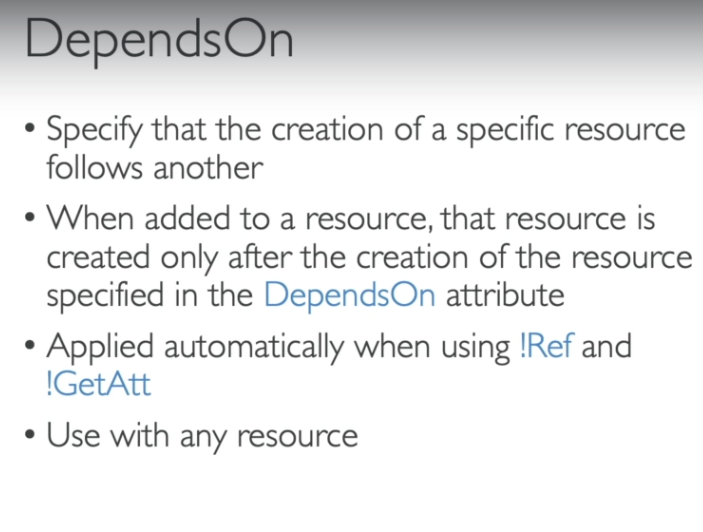 DependsOn
• Specify that the creation of a specific resource
follows another
• When added to a resource, that resource is
created only after the creation of the resource
specified in the DependsOn attribute
• Applied automatically when using !Ref and
!GetAtt
• Use with any resource